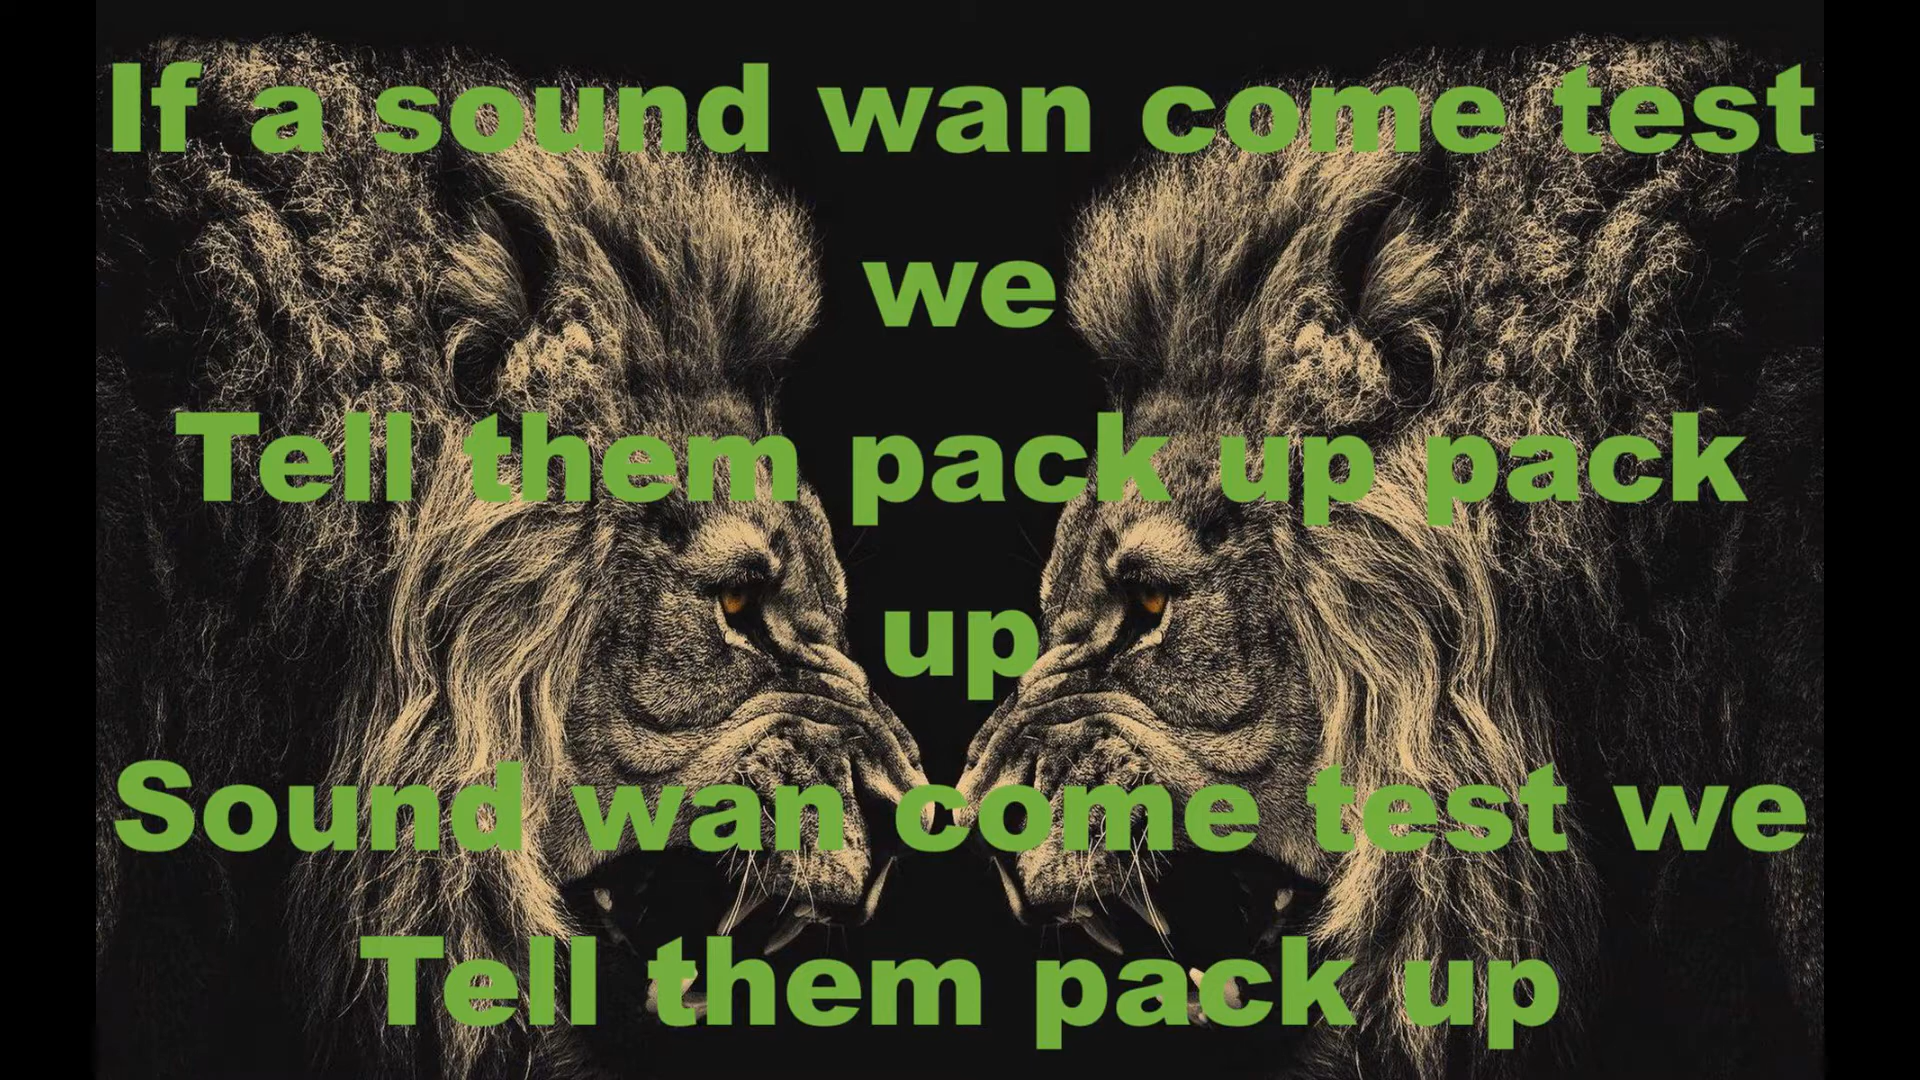 If a sound wan come test
we
Tell them pack up pack
up
Sound wan come test we
Tell them pack up